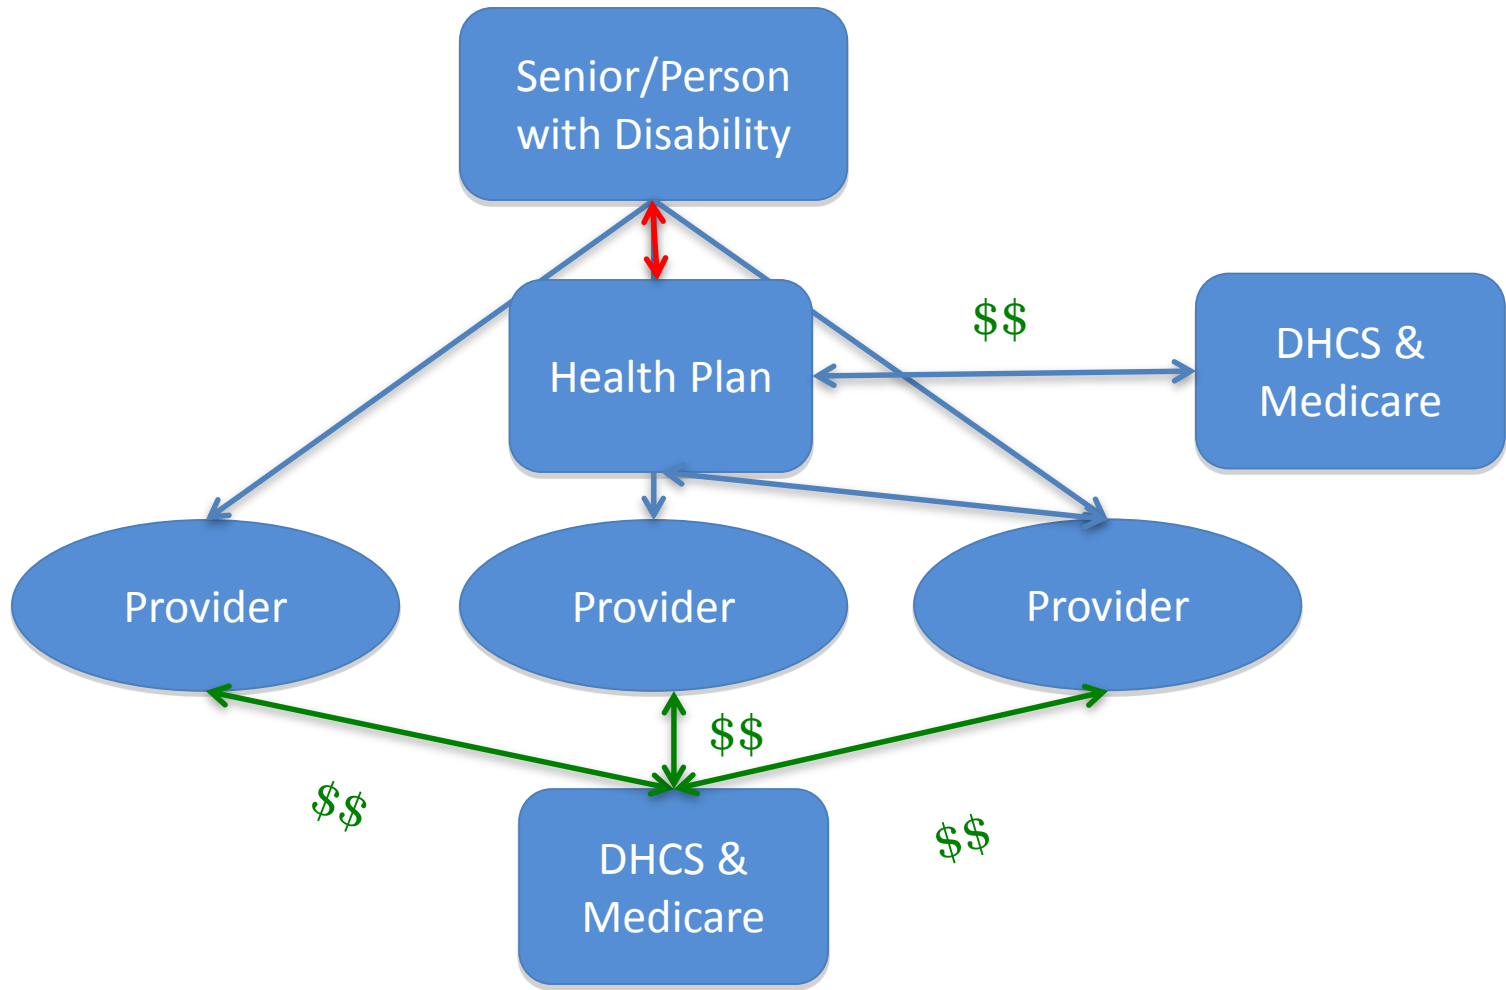 Senior/Person
with Disability
$$
DHCS &
Medicare
Health Plan
Provider
Provider
Provider
$$
$$
$$
DHCS &
Medicare